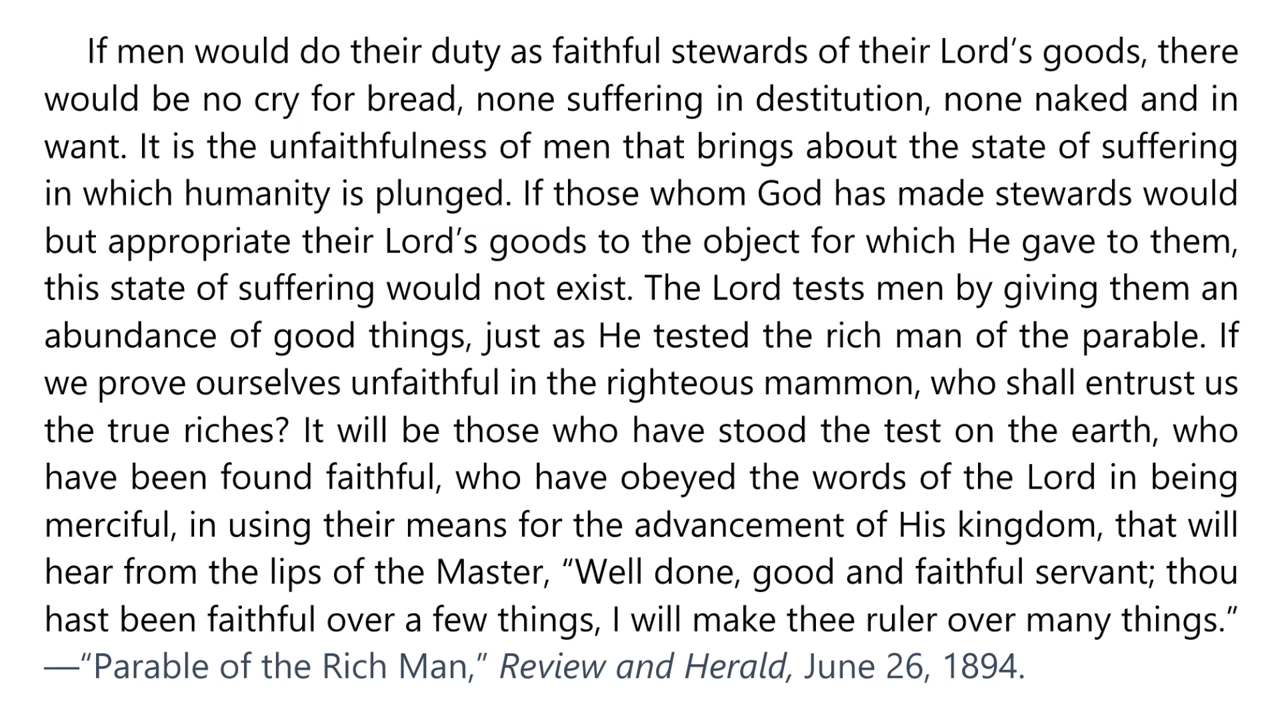 If men would do their duty as faithful stewards of their Lord’s goods, there
would be no cry for bread, none suffering in destitution, none naked and in
want. It is the unfaithfulness of men that brings about the state of suffering
in which humanity is plunged. If those whom God has made stewards would
but appropriate their Lord’s goods to the object for which He gave to them,
this state of suffering would not exist. The Lord tests men by giving them an
abundance of good things, just as He tested the rich man of the parable. If
we prove ourselves unfaithful in the righteous mammon, who shall entrust us
the true riches? It will be those who have stood the test on the earth, who
have been found faithful, who have obeyed the words of the Lord in being
merciful, in using their means for the advancement of His kingdom, that will
hear from the lips of the Master, “Well done, good and faithful servant; thou
hast been faithful over a few things, I will make thee ruler over many things.”
—“Parable of the Rich Man,” Review and Herald, June 26, 1894.